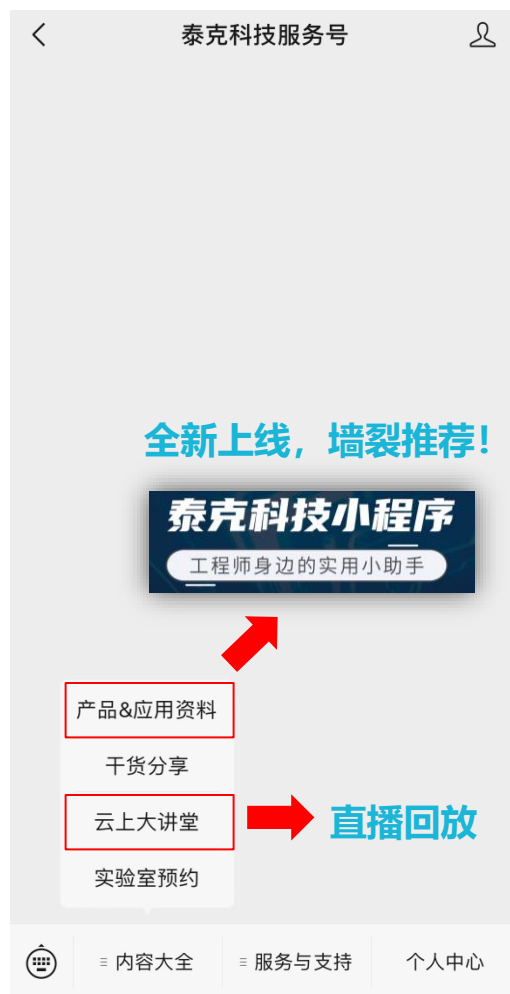 泰克科技服务号
全新上线，墙裂推荐！
泰克科技小程序
工程师身边的实用小助手
产品&应用资料
干货分享
云上大讲堂
直播回放
实验室预约
内容大全
服务与支持
个人中心